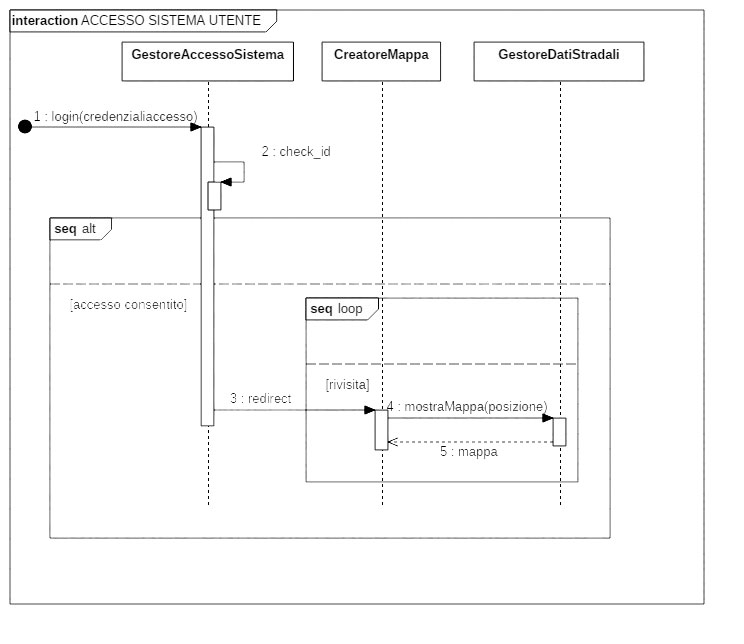 interaction ACCESSO SISTEMA UTENTE
GestoreAccessoSistema
CreatoreMappa
GestoreDatiStradali
1 : login(credenzialiaccesso)
2 : check_id
seq alt
[accesso consentito]
seq loop
[rivisita]
3 : redirect
4 : mostraMappa(posizione)
5 : mappa